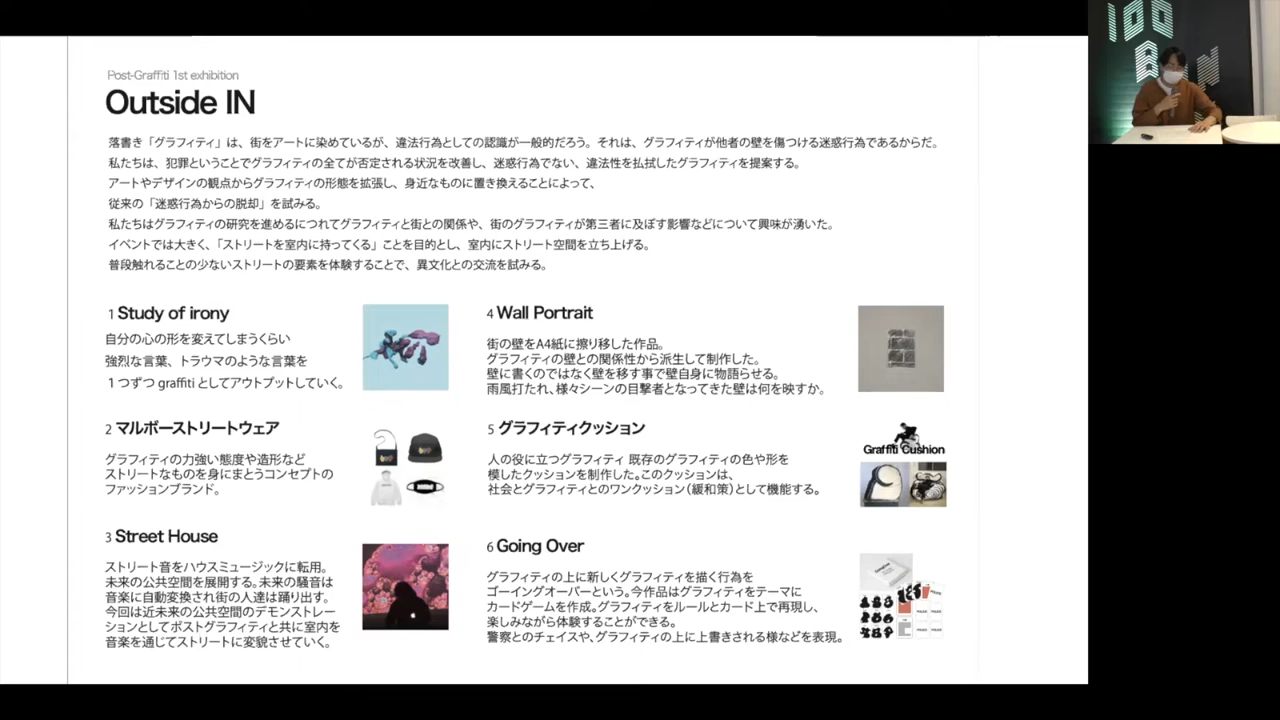 Post-Graffiti 1st exhibition
Outside IN
落書き「グラフィティ」は、街をアートに染めているが、違法行為としての認識が一般的だろう。それは、グラフィティが他者の壁を傷つける迷惑行為であるからだ。
私たちは、犯罪ということでグラフィティの全てが否定される状況を改善し、迷惑行為でない、違法性を払拭したグラフィティを提案する。
アートやデザインの観点からグラフィティの形態を拡張し、身近なものに置き換えることによって、
従来の「迷惑行為からの脱却」を試みる。
私たちはグラフィティの研究を進めるにつれてグラフィティと街との関係や、街のグラフィティが第三者に及ぼす影響などについて興味が湧いた。
イベントでは大きく、「ストリートを室内に持ってくる」ことを目的とし、室内にストリート空間を立ち上げる。
普段触れることの少ないストリートの要素を体験することで、異文化との交流を試みる。
1 Study of irony
自分の心の形を変えてしまうくらい
強烈な言葉、トラウマのような言葉を
1つずつ graffiti としてアウトプットしていく。
2 マルボーストリートウェア
グラフィティの力強い態度や造形など
ストリートなものを身にまとうコンセプトの
ファッションブランド。
3 Street House
ストリート音をハウスミュージックに転用。
未来の公共空間を展開する。未来の騒音は
音楽に自動変換され街の人達は踊り出す。
今回は近未来の公共空間のデモンストレー
ションとしてポストグラフィティと共に室内を
音楽を通じてストリートに変貌させていく。
4 Wall Portrait
街の壁をA4紙に擦り移した作品。
グラフィティの壁との関係性から派生して制作した。
壁に書くのではなく壁を移す事で壁自身に物語らせる。
雨風打たれ、様々シーンの目撃者となってきた壁は何を映すか。
5 グラフィティクッション
人の役に立つグラフィティ 既存のグラフィティの色や形を
模したクッションを制作した。このクッションは、
社会とグラフィティとのワンクッション（緩和策）として機能する。
Graffiti Cushion
6 Going Over
グラフィティの上に新しくグラフィティを描く行為を
ゴーイングオーバーという。今作品はグラフィティをテーマに
カードゲームを作成。グラフィティをルールとカード上で再現し、
楽しみながら体験することができる。
警察とのチェイスや、グラフィティの上に上書きされる様などを表現。
100